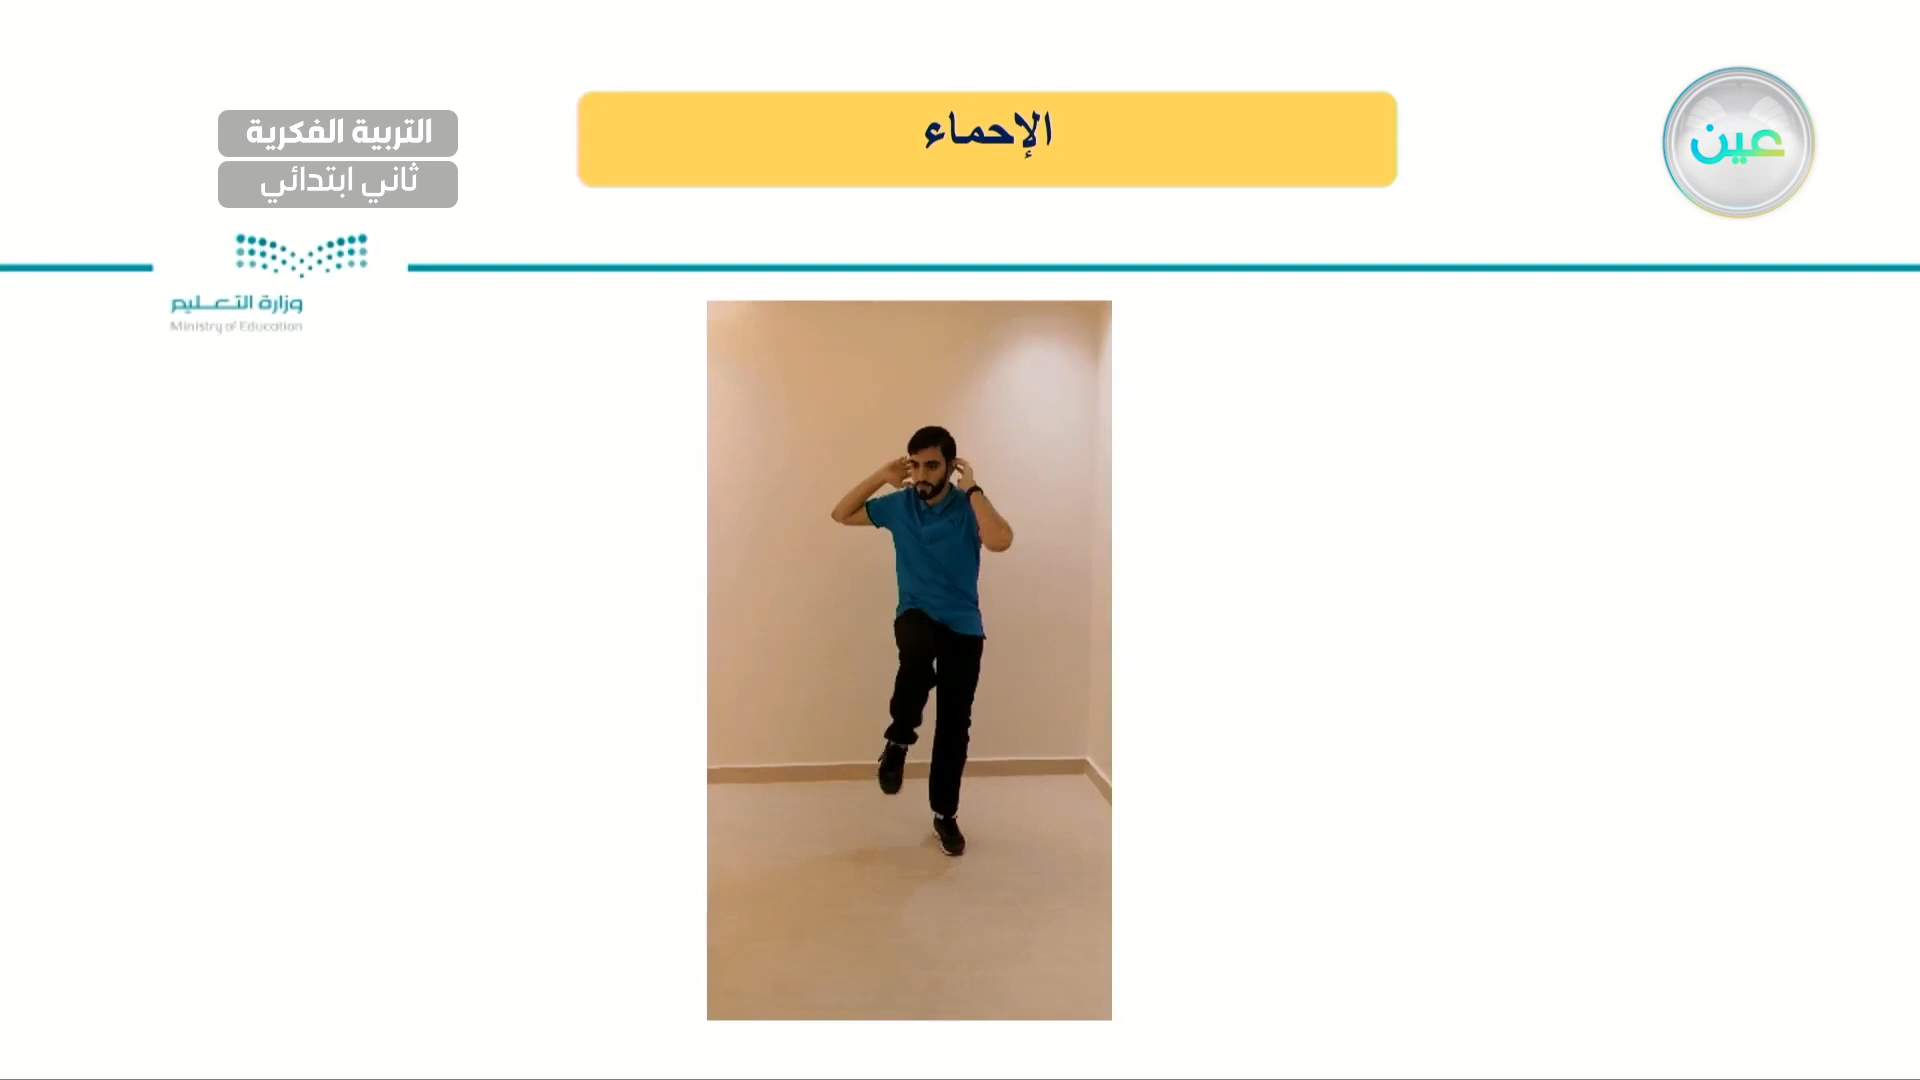 الإحماء
عين
التربية الفكرية
ثاني ابتدائي
وزارة التعليم
Ministry of Education